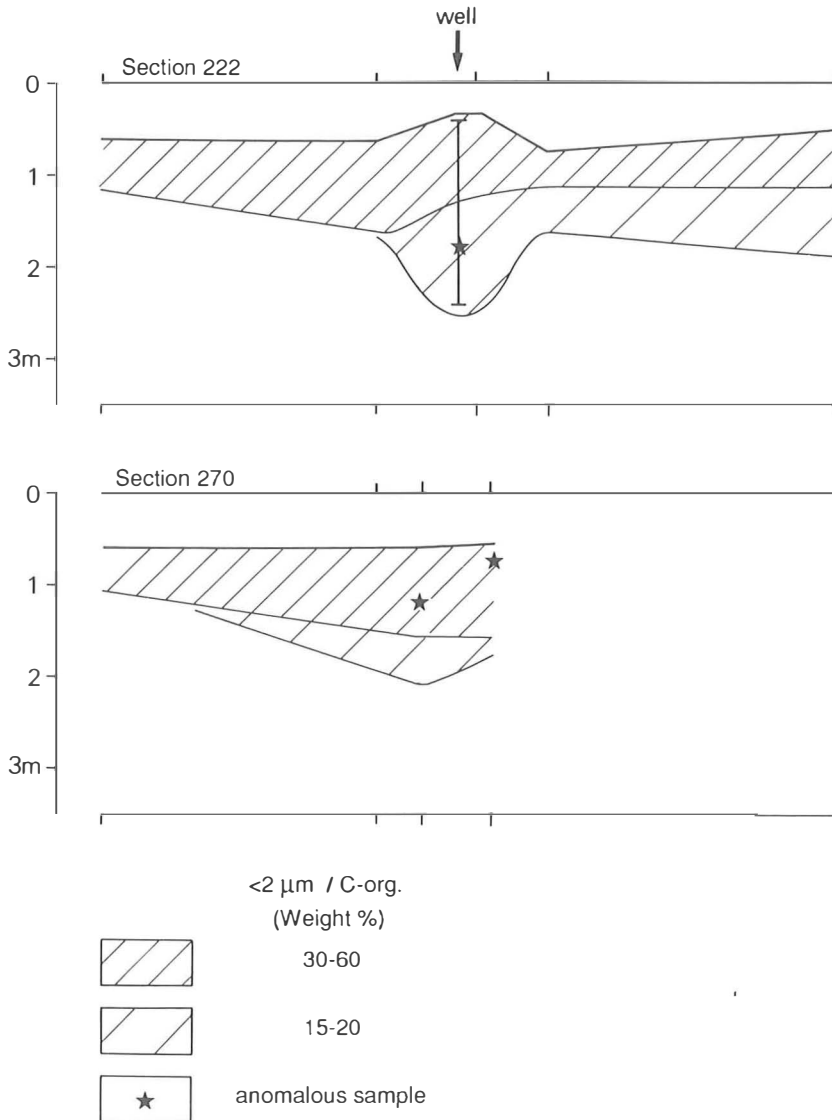 well
Section 222
0
1
2
3m
Section 270
0
1
2
3m
<2 μm / C-org.
(Weight %)
30-60
15-20
anomalous sample